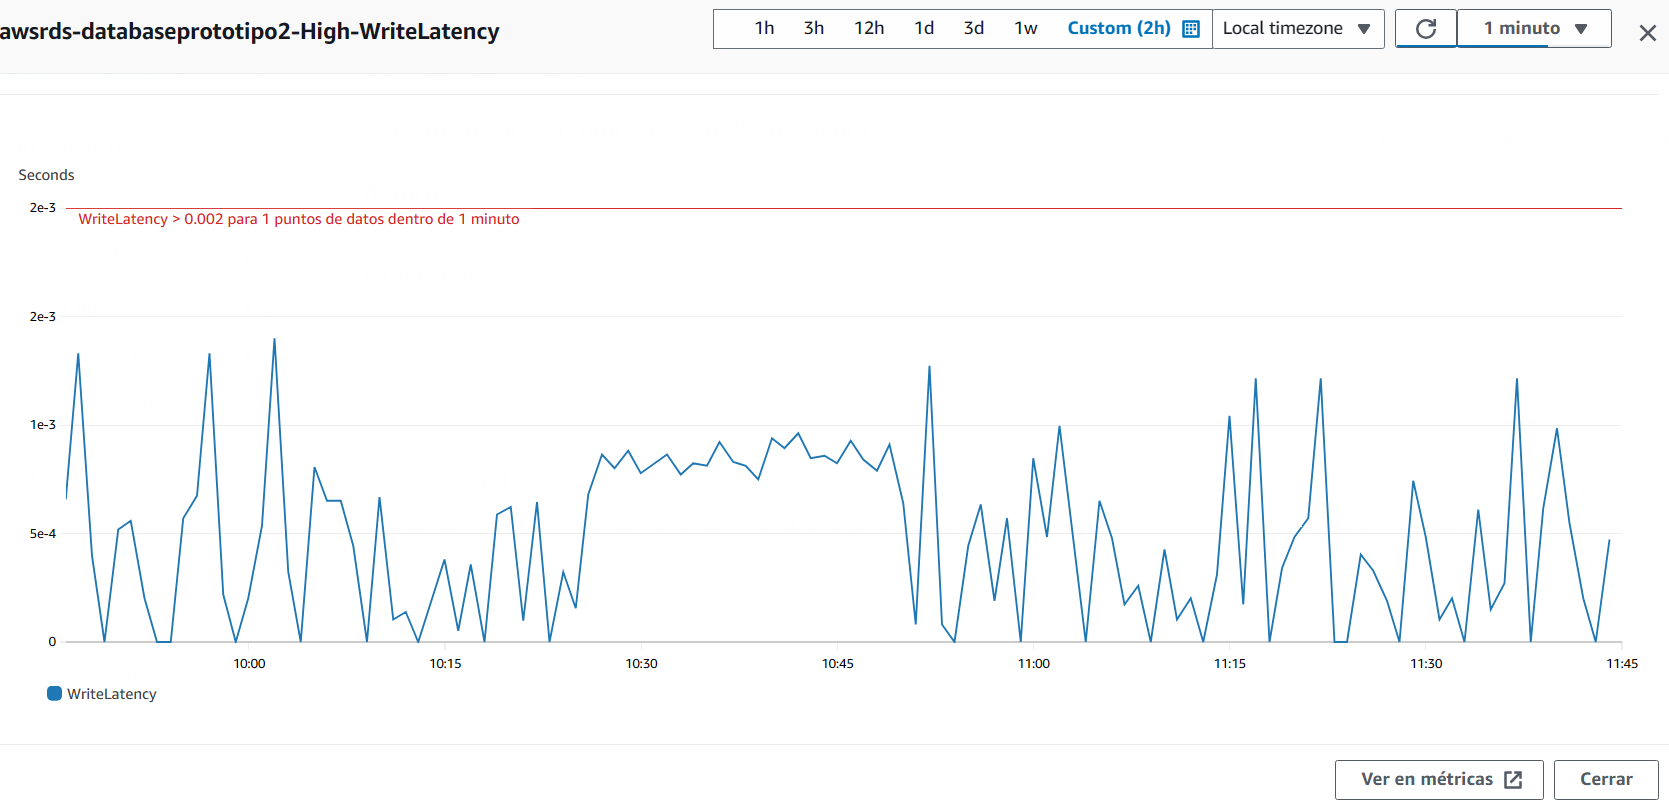 awsrds-databaseprototipo2-High-WriteLatency
1h 3h 12h 1d 3d 1w Custom (2h) Local timezone 1 minuto
Seconds
2e-3
WriteLatency > 0.002 para 1 puntos de datos dentro de 1 minuto
2e-3
1e-3
5e-4
0
10:00 10:15 10:30 10:45 11:00 11:15 11:30 11:45
WriteLatency
Ver en métricas Cerrar